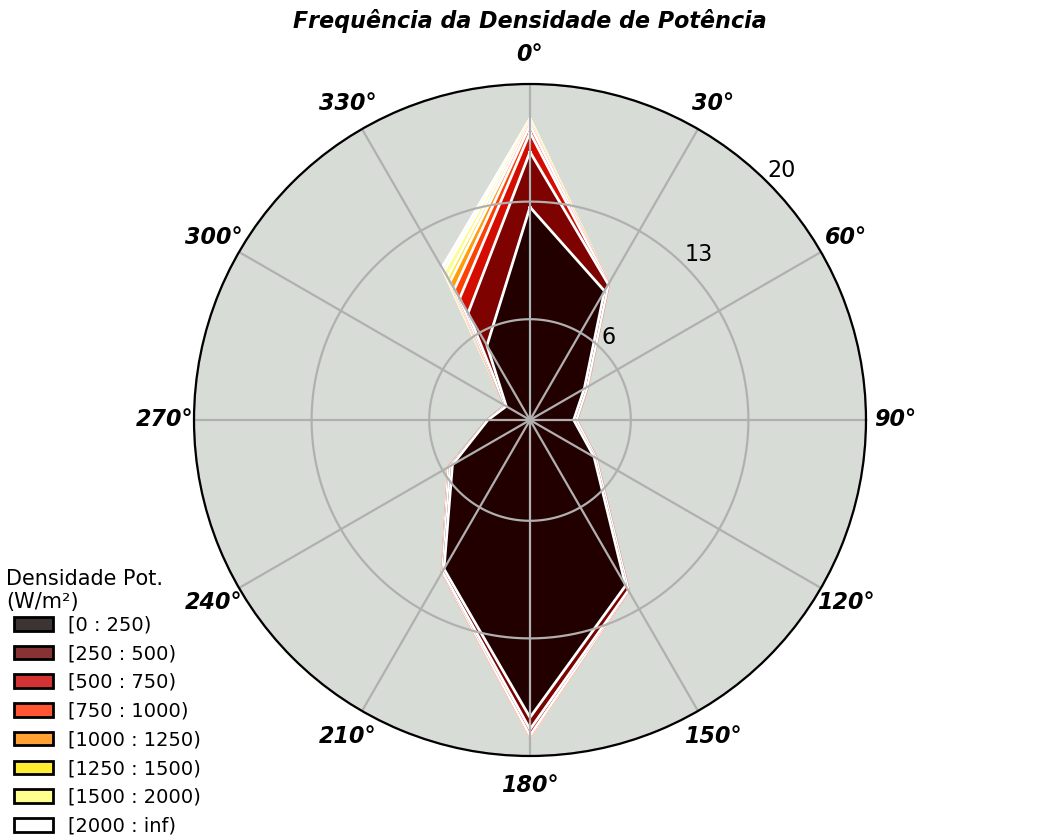 Frequência da Densidade de Potência
0°
330°
30°
20
300°
60°
13
6
270°
90°
Densidade Pot.
(W/m²)
240°
120°
[0 : 250)
[250 : 500)
[500 : 750)
[750 : 1000)
[1000 : 1250)
[1250 : 1500)
[1500 : 2000)
[2000 : inf)
210°
150°
180°